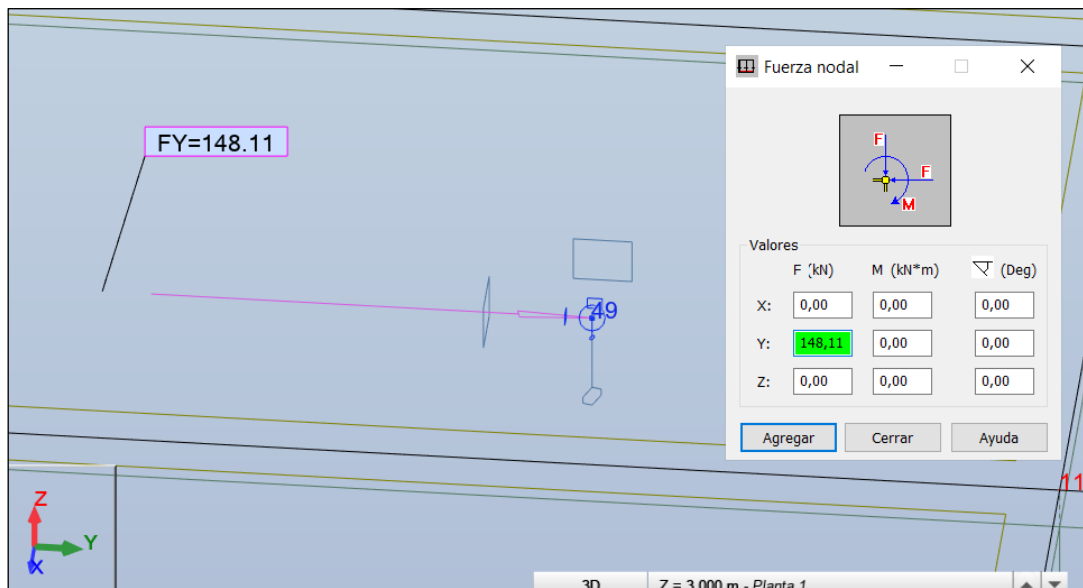 FY=148.11
49
11
Z
Y
X
3D
Z = 3.000 m - Planta 1
Fuerza nodal
F
F
M
Valores
F (kN) M (kN*m) (Deg)
X: 0,00 0,00 0,00
Y: 148,11 0,00 0,00
Z: 0,00 0,00 0,00
Agregar Cerrar Ayuda